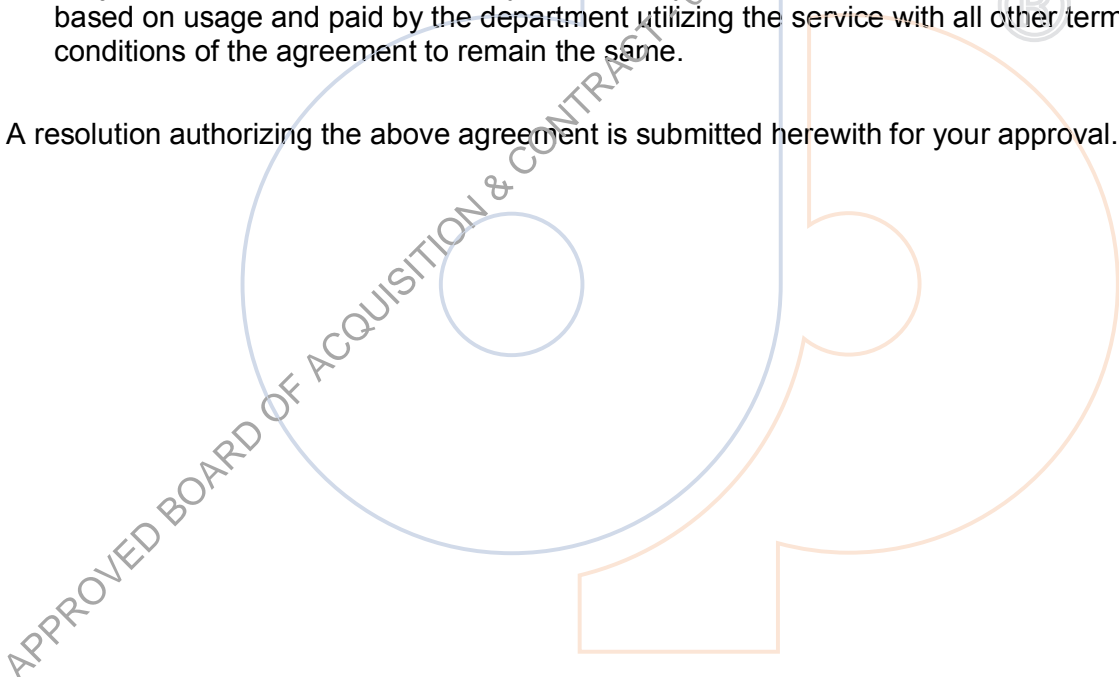 based on usage and paid by the department utilizing the service with all other term
conditions of the agreement to remain the same.
A resolution authorizing the above agreement is submitted herewith for your approval.
APPROVED BOARD OF ACQUISITION & CONTRACT
®